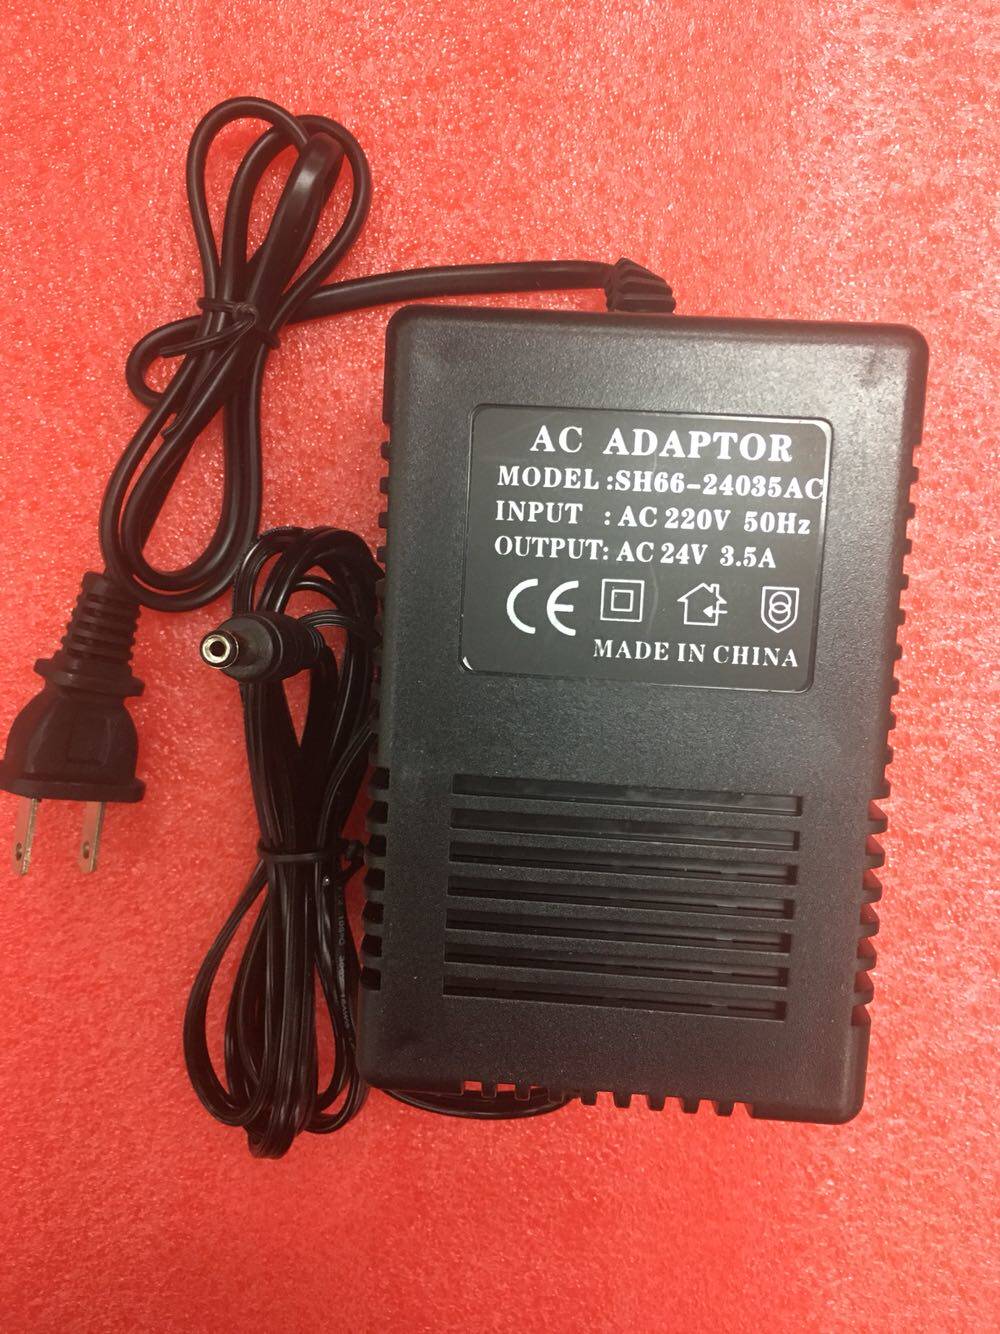 AC ADAPTOR
MODEL :SH66-24035AC
INPUT : AC 220V 50Hz
OUTPUT: AC 24V 3.5A
CE
MADE IN CHINA